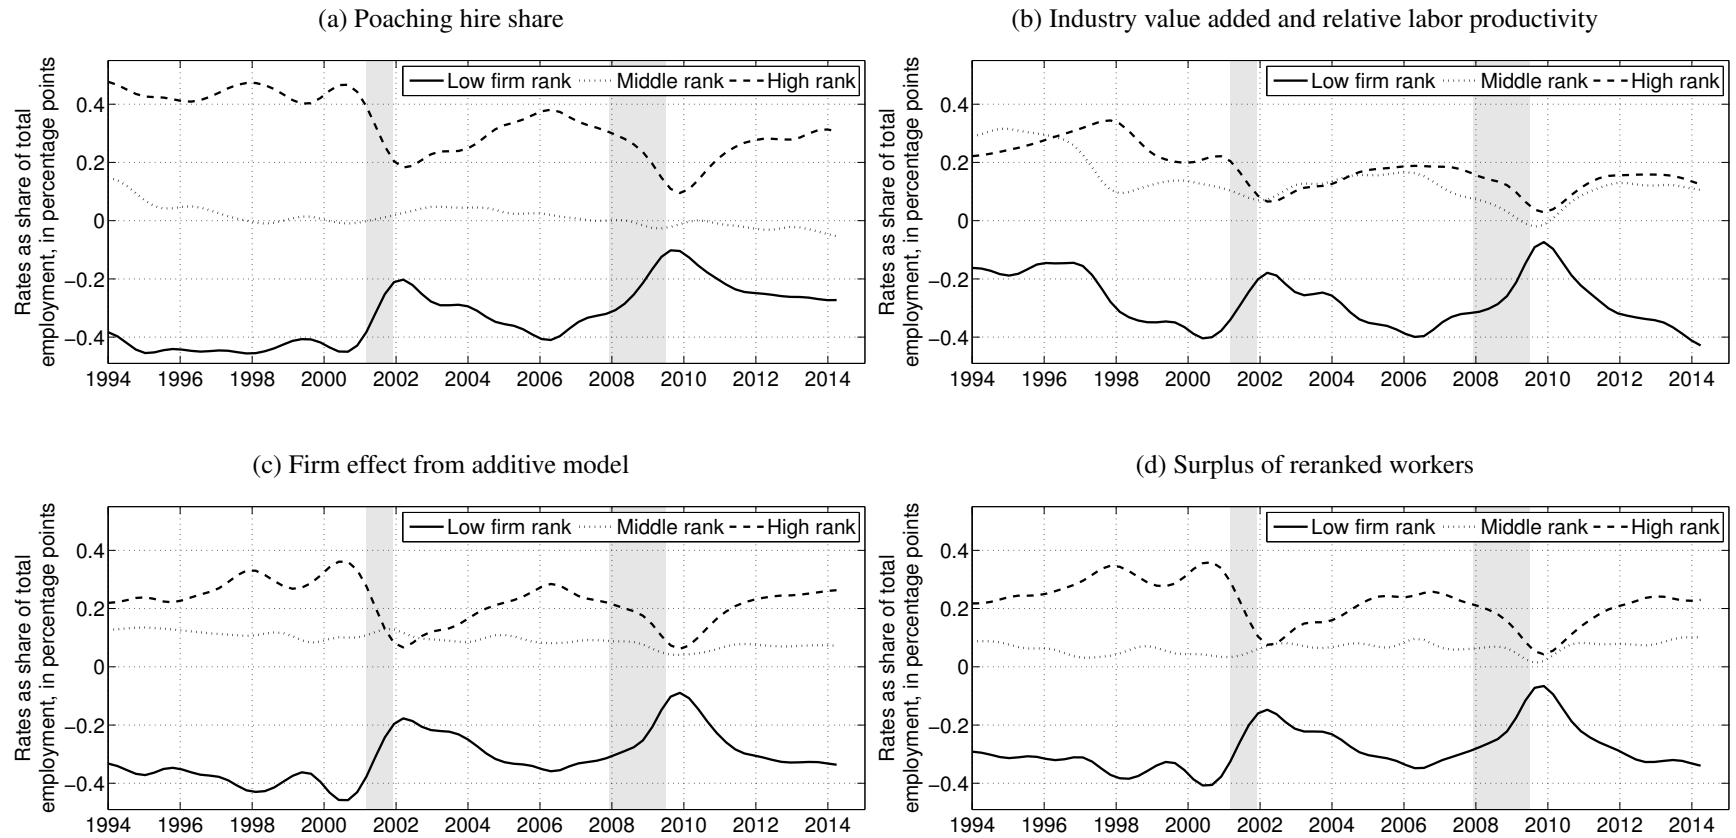 (a) Poaching hire share
Rates as share of total
employment, in percentage points
Low firm rank Middle rank High rank
0.4
0.2
0
−0.2
−0.4
1994 1996 1998 2000 2002 2004 2006 2008 2010 2012 2014
(b) Industry value added and relative labor productivity
Rates as share of total
employment, in percentage points
Low firm rank Middle rank High rank
0.4
0.2
0
−0.2
−0.4
1994 1996 1998 2000 2002 2004 2006 2008 2010 2012 2014
(c) Firm effect from additive model
Rates as share of total
employment, in percentage points
Low firm rank Middle rank High rank
0.4
0.2
0
−0.2
−0.4
1994 1996 1998 2000 2002 2004 2006 2008 2010 2012 2014
(d) Surplus of reranked workers
Rates as share of total
employment, in percentage points
Low firm rank Middle rank High rank
0.4
0.2
0
−0.2
−0.4
1994 1996 1998 2000 2002 2004 2006 2008 2010 2012 2014